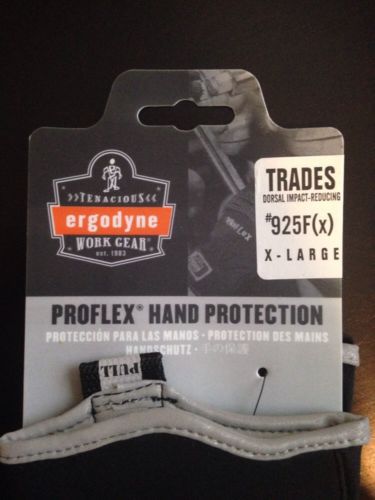 TENACIOUS
ergodyne
WORK GEAR
EST. 1983
TRADES
DORSAL IMPACT-REDUCING
#925F(x)
X-LARGE
PROFLEX
PROFLEX® HAND PROTECTION
PROTECCIÓN PARA LAS MANOS • PROTECTION DES MAINS
HANDSCHUTZ • 手の保護
PULL